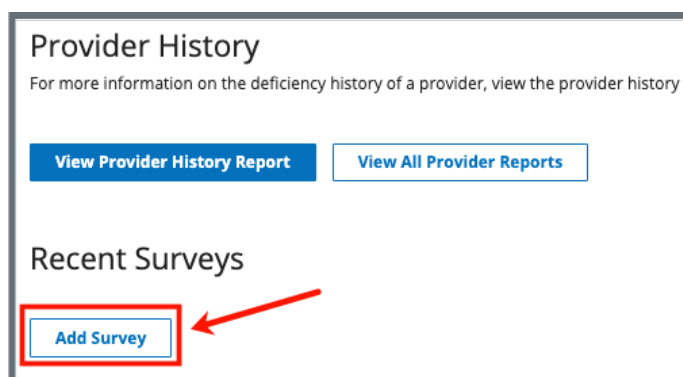 Provider History
For more information on the deficiency history of a provider, view the provider history
View Provider History Report
View All Provider Reports
Recent Surveys
Add Survey